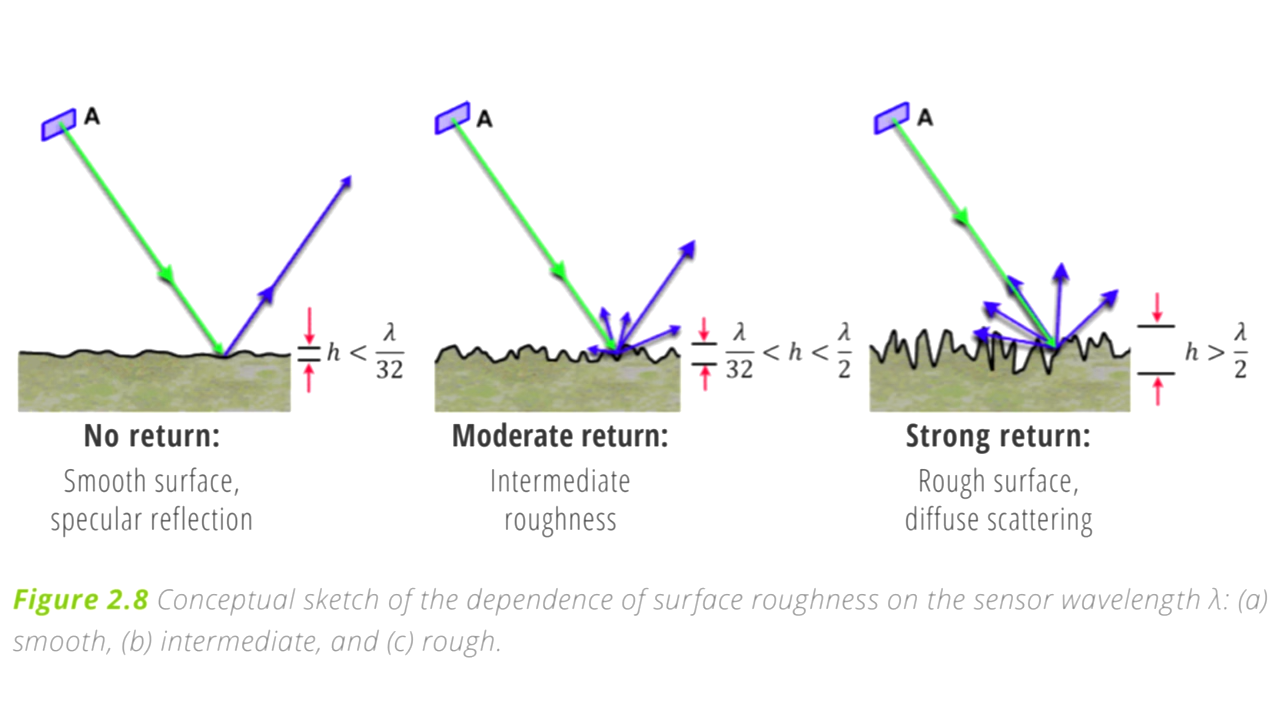 A
A
A
h < λ/32
λ/32 < h < λ/2
h > λ/2
No return:
Smooth surface,
specular reflection
Moderate return:
Intermediate
roughness
Strong return:
Rough surface,
diffuse scattering
Figure 2.8 Conceptual sketch of the dependence of surface roughness on the sensor wavelength λ: (a)
smooth, (b) intermediate, and (c) rough.